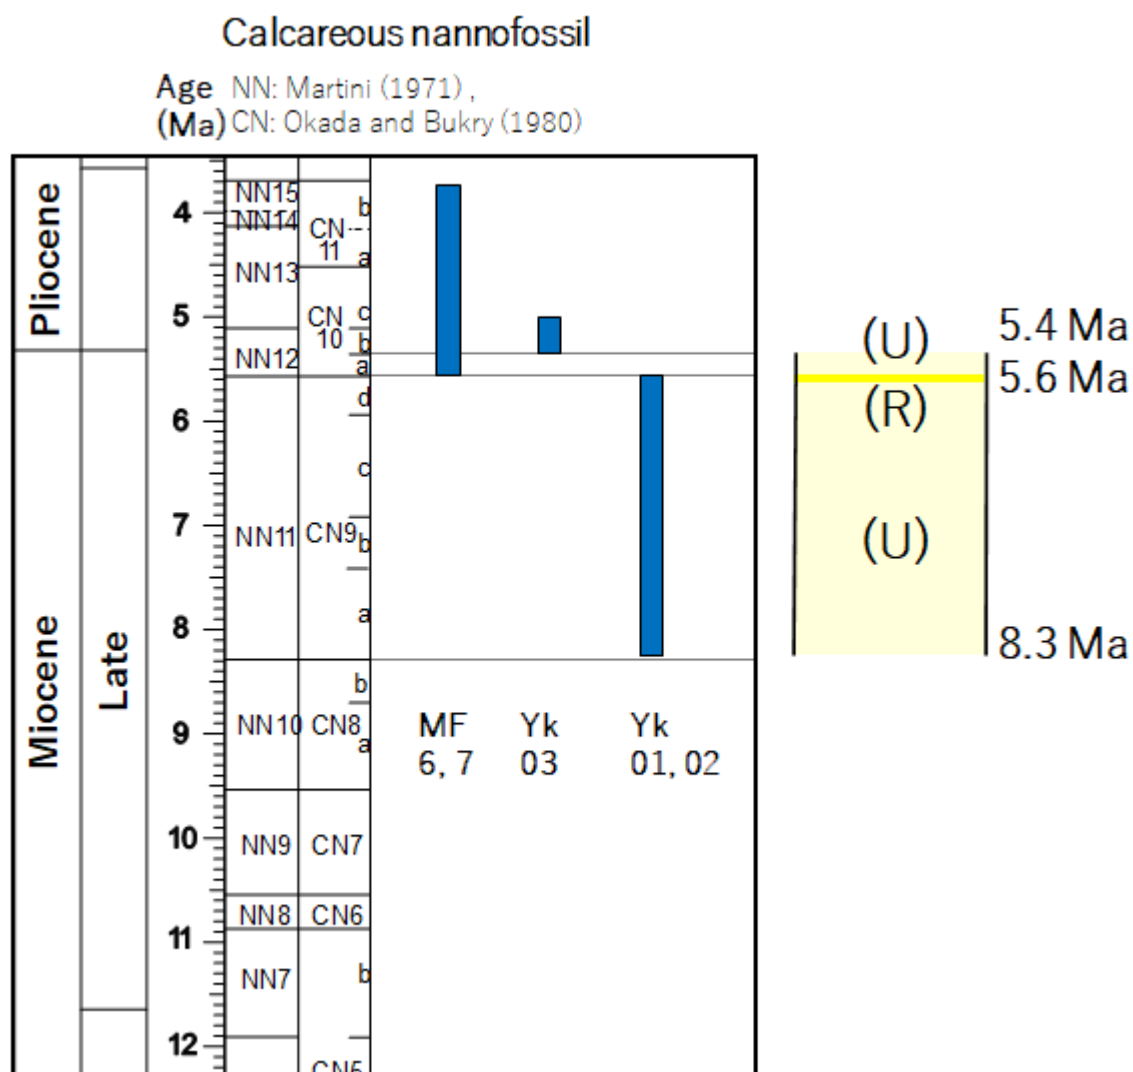 Calcareous nannofossil
Age NN: Martini (1971) ,
(Ma) CN: Okada and Bukry (1980)
Pliocene
Miocene
Late
4
5
6
7
8
9
10
11
12
NN15
NN14
NN13
NN12
NN11
NN10
NN9
NN8
NN7
CN
11
b
a
CN
10
c
b
a
CN9
d
c
b
a
CN8
b
a
CN7
CN6
b
CN5
MF
6, 7
Yk
03
Yk
01, 02
(U)
(R)
(U)
5.4 Ma
5.6 Ma
8.3 Ma